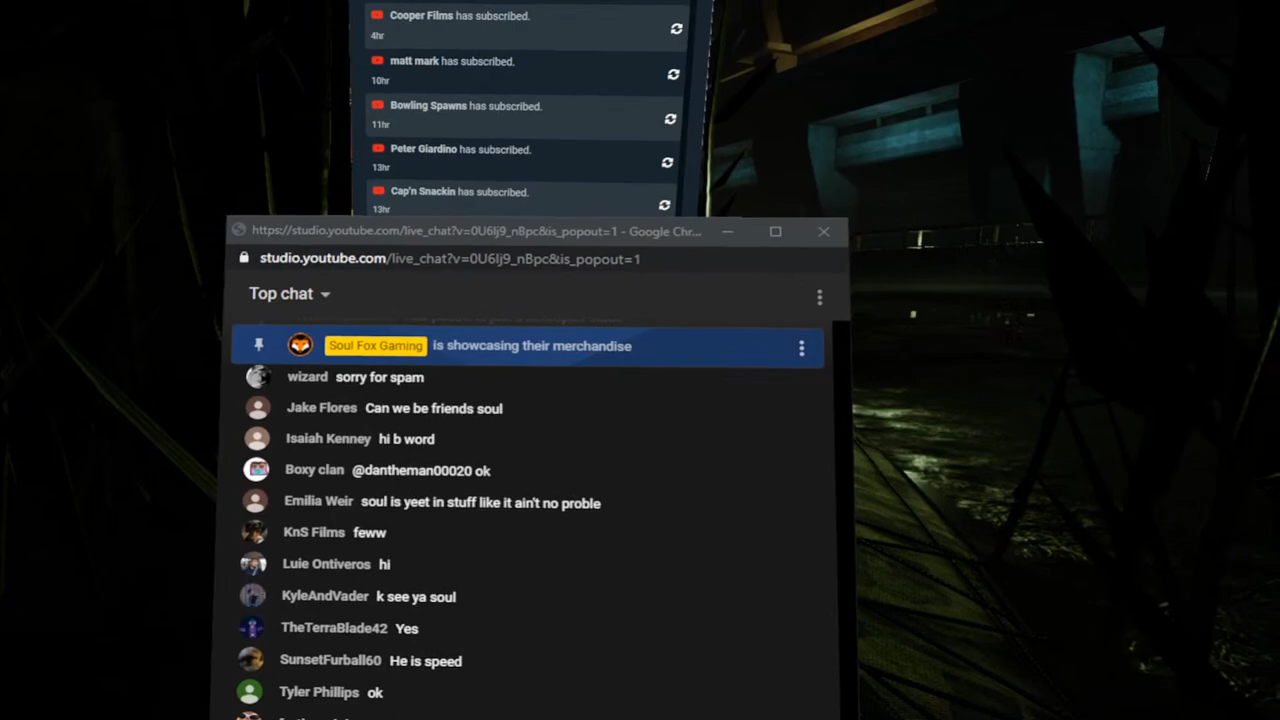 Cooper Films has subscribed.
4hr
matt mark has subscribed.
10hr
Bowling Spawns has subscribed.
11hr
Peter Giardino has subscribed.
13hr
Cap'n Snackin has subscribed.
13hr
https://studio.youtube.com/live_chat?v=0U6Ij9_nBpc&is_popout=1 - Google Chr...
studio.youtube.com/live_chat?v=0U6Ij9_nBpc&is_popout=1
Top chat
Soul Fox Gaming is showcasing their merchandise
wizard sorry for spam
Jake Flores Can we be friends soul
Isaiah Kenney hi b word
Boxy clan @dantheman00020 ok
Emilia Weir soul is yeet in stuff like it ain't no proble
KnS Films feww
Luie Ontiveros hi
KyleAndVader k see ya soul
TheTerraBlade42 Yes
SunsetFurball60 He is speed
Tyler Phillips ok